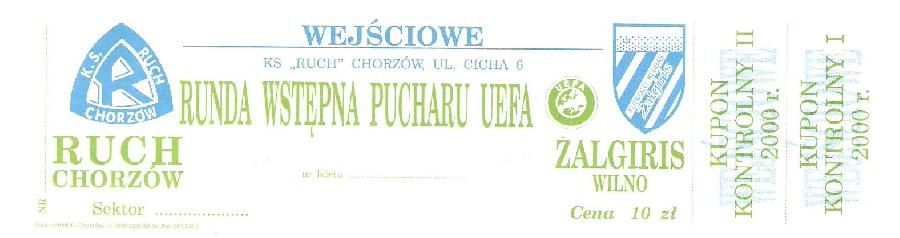 WEJŚCIOWE
KS „RUCH" CHORZÓW, UL. CICHA 6
RUNDA WSTĘPNA PUCHARU UEFA
K.S. RUCH
CHORZÓW
RUCH
CHORZÓW
UEFA
ŻALGIRIS
WILNO
nr. biletu
NR
Sektor
Cena 10 zł
KUPON
KONTROLNY II
2000 r.
KUPON
KONTROLNY I
2000 r.